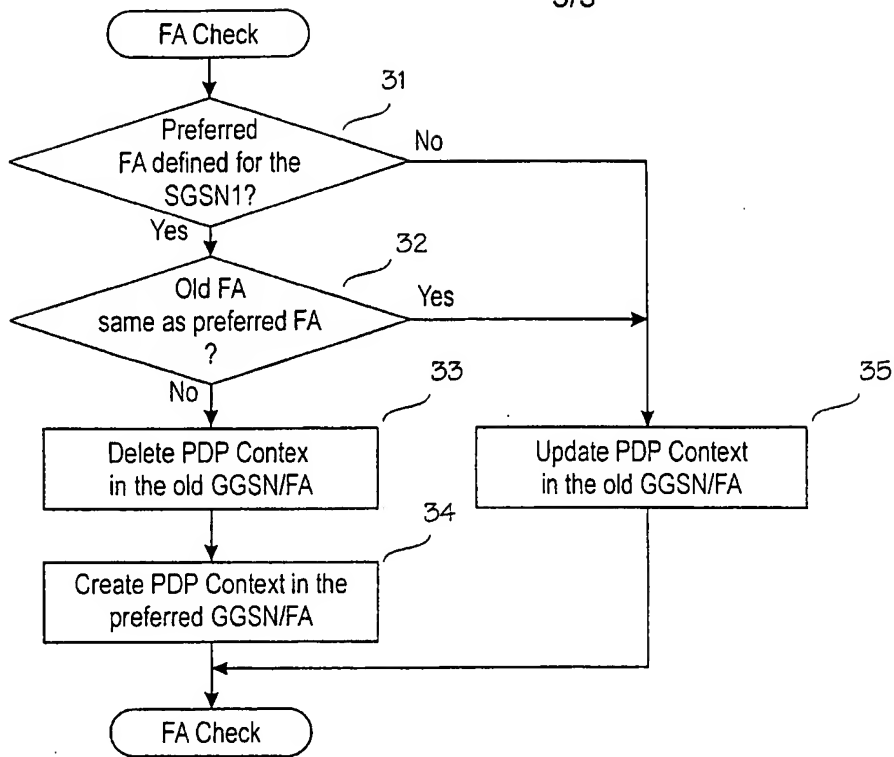 FA Check
31
Preferred
FA defined for the
SGSN1?
No
Yes
32
Old FA
same as preferred FA
?
Yes
No
33
Delete PDP Contex
in the old GGSN/FA
35
Update PDP Context
in the old GGSN/FA
34
Create PDP Context in the
preferred GGSN/FA
FA Check